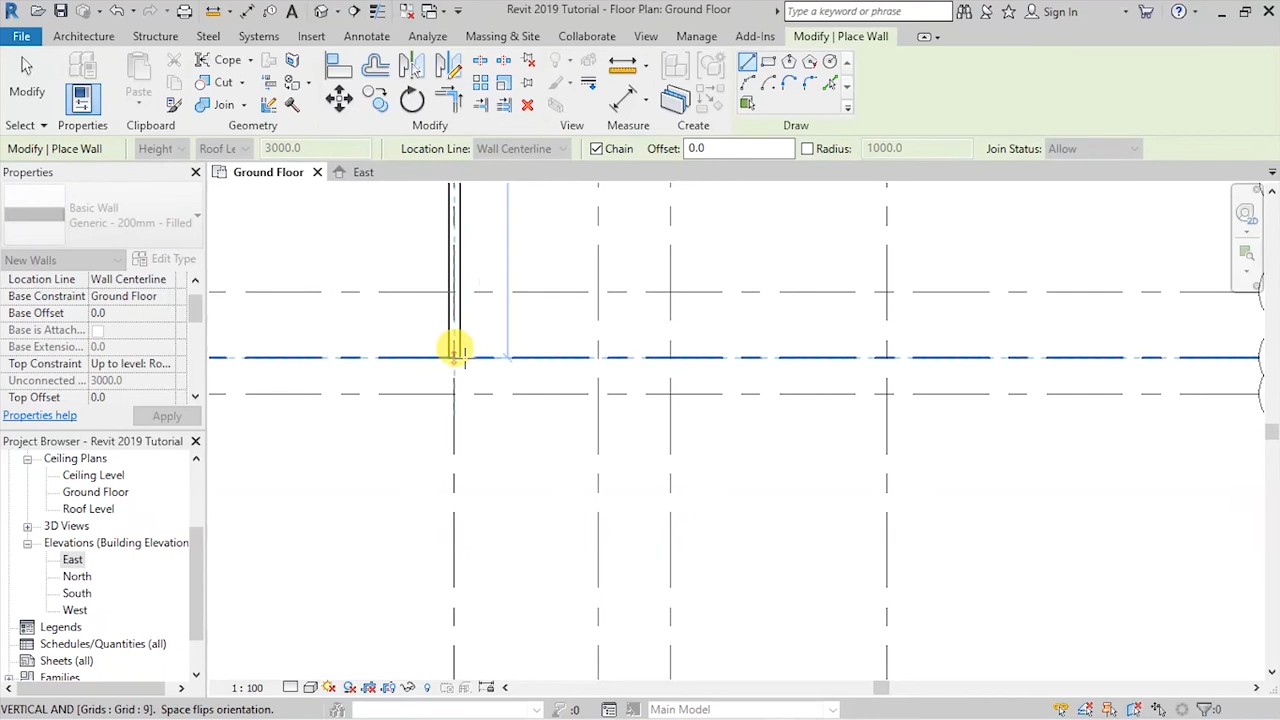 Revit 2019 Tutorial - Floor Plan: Ground Floor
Type a keyword or phrase
Sign In
File
Architecture
Structure
Steel
Systems
Insert
Annotate
Analyze
Massing & Site
Collaborate
View
Manage
Add-Ins
Modify | Place Wall
Modify
Paste
Cope
Cut
Join
Select
Properties
Clipboard
Geometry
Modify
View
Measure
Create
Draw
Modify | Place Wall
Height
Roof Le
3000.0
Location Line:
Wall Centerline
Chain
Offset:
0.0
Radius:
1000.0
Join Status:
Allow
Properties
Ground Floor
East
Basic Wall
Generic - 200mm - Filled
New Walls
Edit Type
Location Line
Wall Centerline
Base Constraint
Ground Floor
Base Offset
0.0
Base is Attach...
Base Extension...
0.0
Top Constraint
Up to level: Ro...
Unconnected ...
3000.0
Top Offset
0.0
Properties help
Apply
Project Browser - Revit 2019 Tutorial
Ceiling Plans
Ceiling Level
Ground Floor
Roof Level
3D Views
Elevations (Building Elevation
East
North
South
West
Legends
Schedules/Quantities (all)
Sheets (all)
Families
2D
1 : 100
VERTICAL AND [Grids : Grid : 9]. Space flips orientation.
:0
Main Model
:0